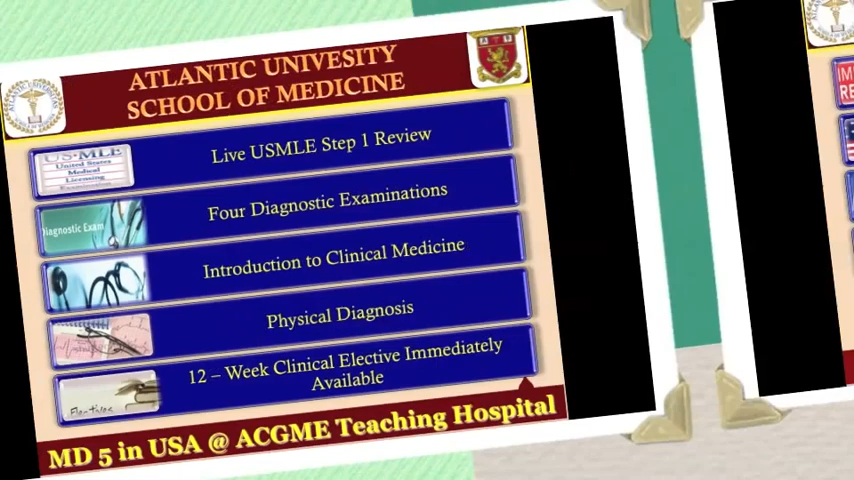 ATLANTIC UNIVESITY
SCHOOL OF MEDICINE
US MLE
United States
Medical
Licensing
Examination
Live USMLE Step 1 Review
Diagnostic Exam
Four Diagnostic Examinations
Introduction to Clinical Medicine
Physical Diagnosis
12 – Week Clinical Elective Immediately
Available
MD 5 in USA @ ACGME Teaching Hospital